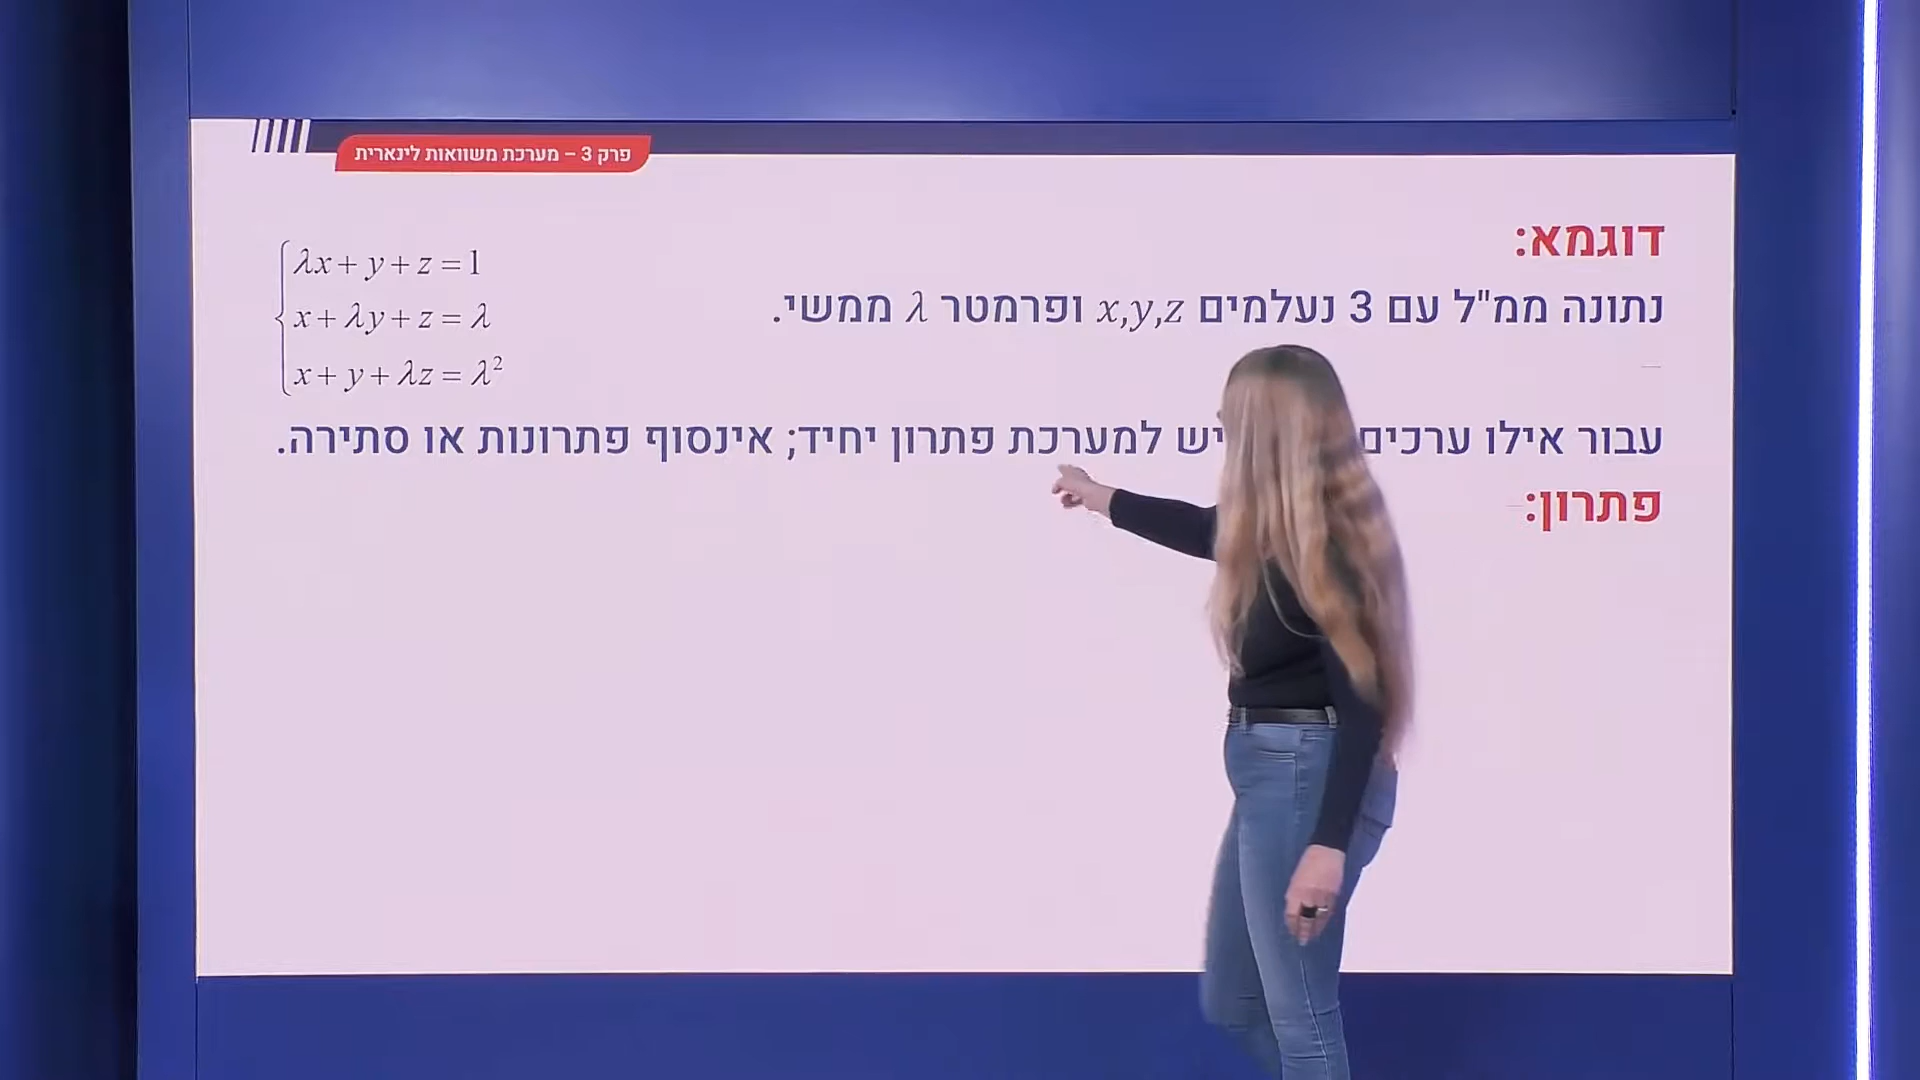 פרק 3 – מערכת משוואות לינארית
דוגמא:
נתונה ממ"ל עם 3 נעלמים x,y,z ופרמטר λ ממשי.
λx + y + z = 1
x + λy + z = λ
x + y + λz = λ²
עבור אילו ערכים יש למערכת פתרון יחיד; אינסוף פתרונות או סתירה.
פתרון: